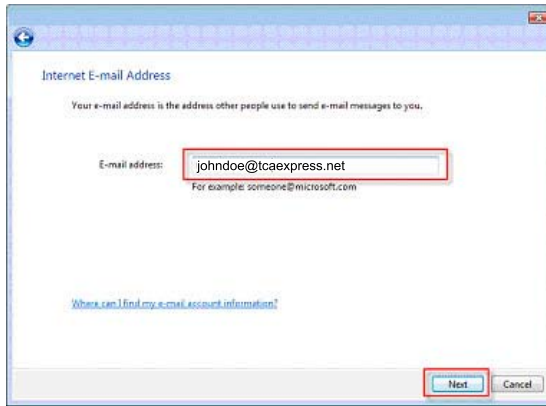 Internet E-mail Address
Your e-mail address is the address other people use to send e-mail messages to you.
E-mail address:
johndoe@tcaexpress.net
For example: someone@microsoft.com
Where can I find my e-mail account information?
Next
Cancel